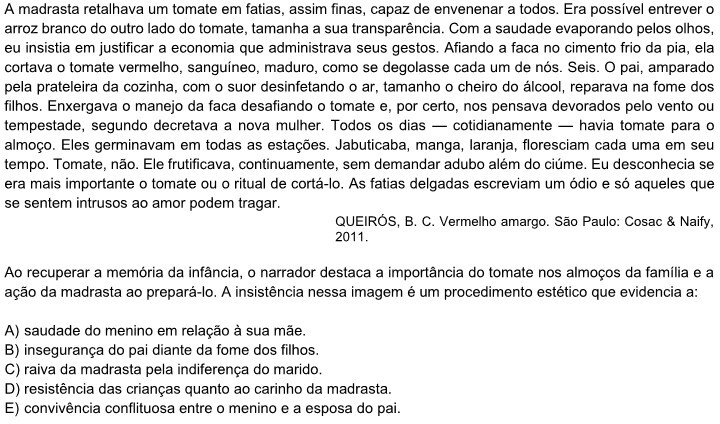 A madrasta retalhava um tomate em fatias, assim finas, capaz de envenenar a todos. Era possível entrever o
arroz branco do outro lado do tomate, tamanha a sua transparência. Com a saudade evaporando pelos olhos,
eu insistia em justificar a economia que administrava seus gestos. Afiando a faca no cimento frio da pia, ela
cortava o tomate vermelho, sanguíneo, maduro, como se degolasse cada um de nós. Seis. O pai, amparado
pela prateleira da cozinha, com o suor desinfetando o ar, tamanho o cheiro do álcool, reparava na fome dos
filhos. Enxergava o manejo da faca desafiando o tomate e, por certo, nos pensava devorados pelo vento ou
tempestade, segundo decretava a nova mulher. Todos os dias — cotidianamente — havia tomate para o
almoço. Eles germinavam em todas as estações. Jabuticaba, manga, laranja, floresciam cada uma em seu
tempo. Tomate, não. Ele frutificava, continuamente, sem demandar adubo além do ciúme. Eu desconhecia se
era mais importante o tomate ou o ritual de cortá-lo. As fatias delgadas escreviam um ódio e só aqueles que
se sentem intrusos ao amor podem tragar.
QUEIRÓS, B. C. Vermelho amargo. São Paulo: Cosac & Naify,
2011.
Ao recuperar a memória da infância, o narrador destaca a importância do tomate nos almoços da família e a
ação da madrasta ao prepará-lo. A insistência nessa imagem é um procedimento estético que evidencia a:
A) saudade do menino em relação à sua mãe.
B) insegurança do pai diante da fome dos filhos.
C) raiva da madrasta pela indiferença do marido.
D) resistência das crianças quanto ao carinho da madrasta.
E) convivência conflituosa entre o menino e a esposa do pai.